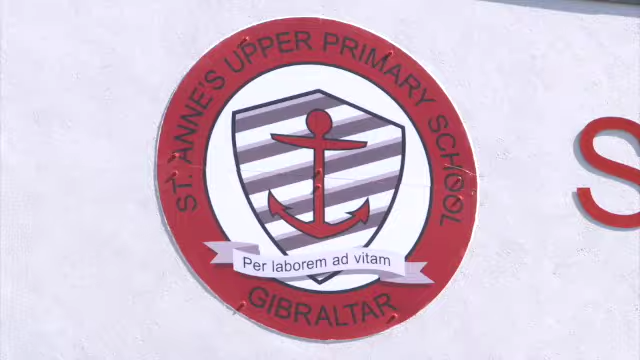 ST. ANNE'S UPPER PRIMARY SCHOOL
Per laborem ad vitam
GIBRALTAR
S